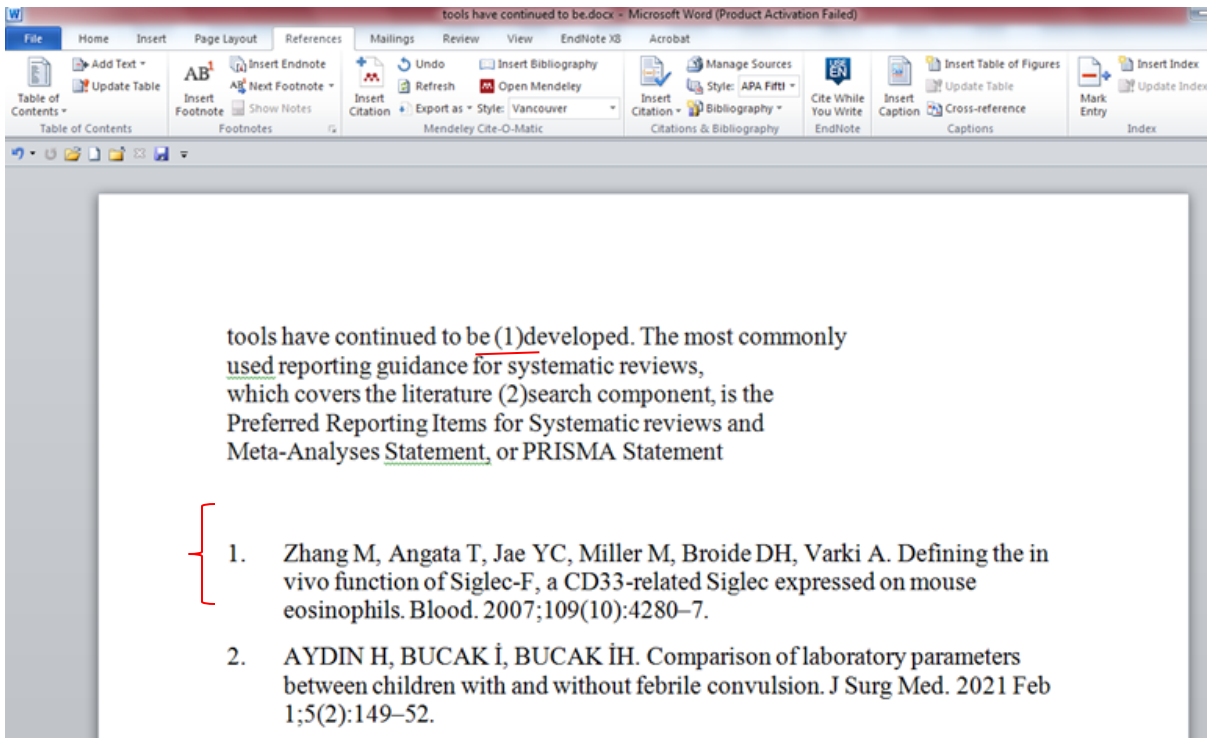 tools have continued to be.docx - Microsoft Word (Product Activation Failed)
File Home Insert Page Layout References Mailings Review View EndNote X8 Acrobat
Table of Contents
Add Text
Update Table
Table of Contents
AB1
Insert Footnote
Insert Endnote
Next Footnote
Show Notes
Footnotes
Insert Citation
Undo
Refresh
Export as
Insert Bibliography
Open Mendeley
Style: Vancouver
Mendeley Cite-O-Matic
Insert Citation
Manage Sources
Style: APA Fiftl
Bibliography
Citations & Bibliography
Cite While You Write
EndNote
Insert Caption
Insert Table of Figures
Update Table
Cross-reference
Captions
Mark Entry
Insert Index
Update Index
Index
tools have continued to be (1)developed. The most commonly
used reporting guidance for systematic reviews,
which covers the literature (2)search component, is the
Preferred Reporting Items for Systematic reviews and
Meta-Analyses Statement, or PRISMA Statement
1. Zhang M, Angata T, Jae YC, Miller M, Broide DH, Varki A. Defining the in
vivo function of Siglec-F, a CD33-related Siglec expressed on mouse
eosinophils. Blood. 2007;109(10):4280–7.
2. AYDIN H, BUCAK İ, BUCAK İH. Comparison of laboratory parameters
between children with and without febrile convulsion. J Surg Med. 2021 Feb
1;5(2):149–52.